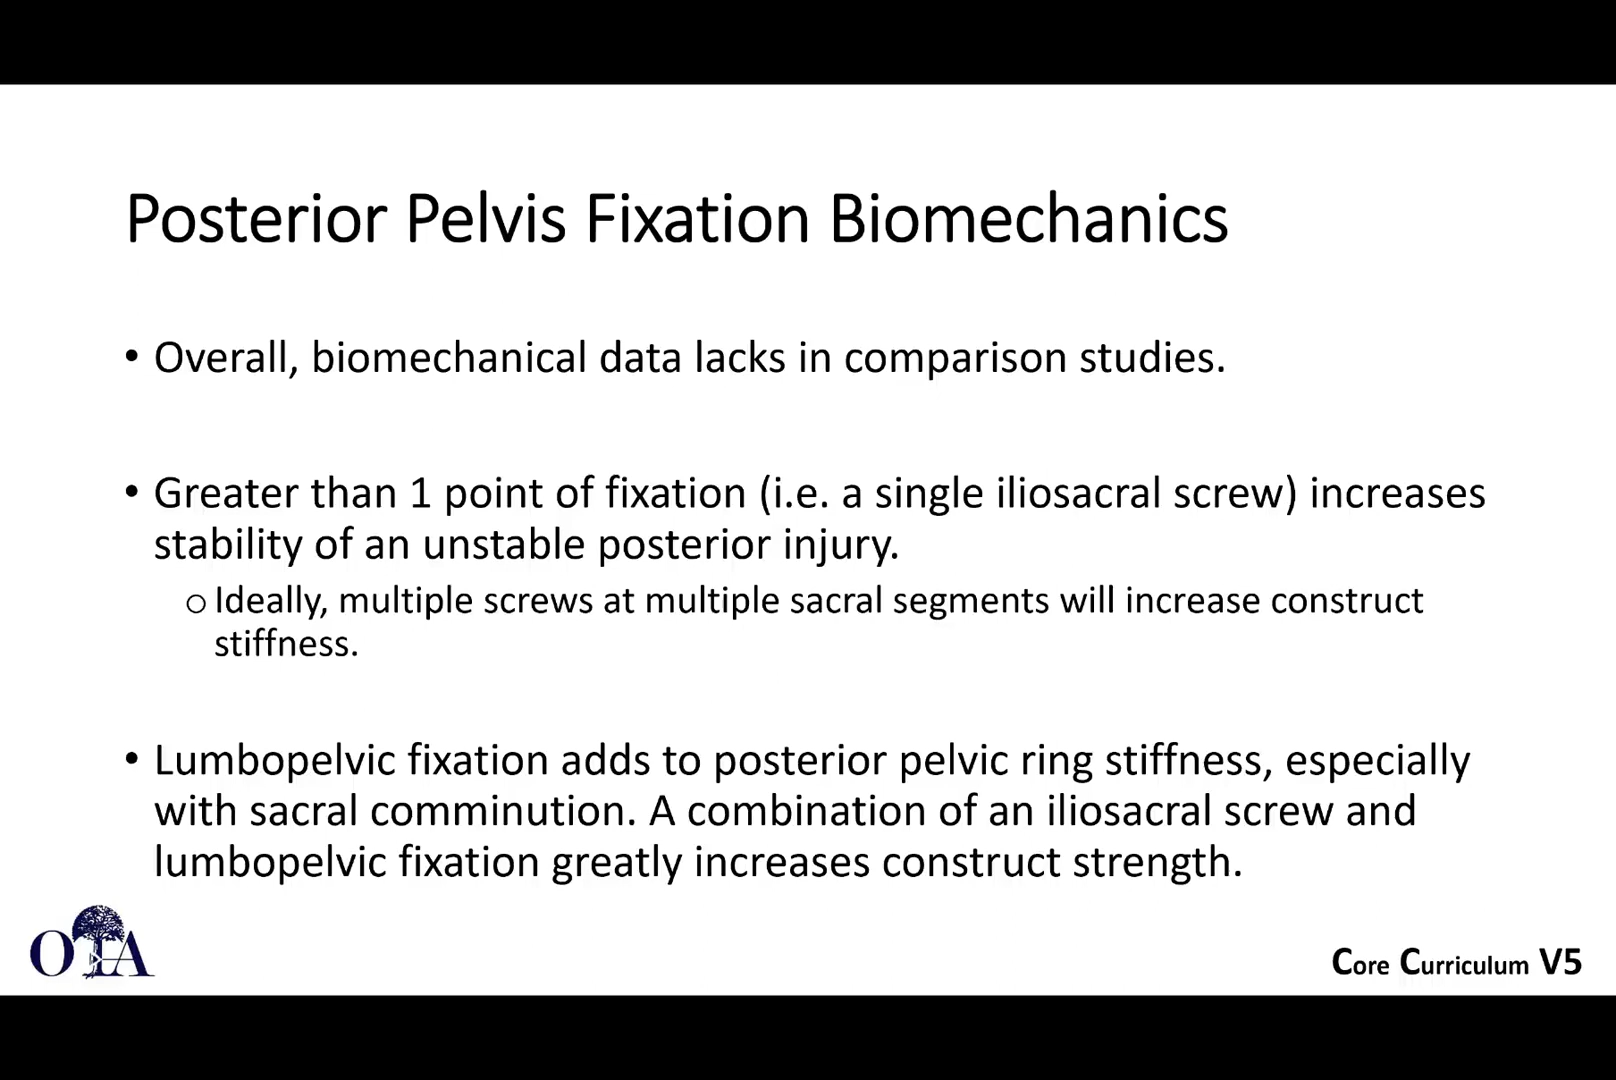 Posterior Pelvis Fixation Biomechanics
• Overall, biomechanical data lacks in comparison studies.
• Greater than 1 point of fixation (i.e. a single iliosacral screw) increases
stability of an unstable posterior injury.
o Ideally, multiple screws at multiple sacral segments will increase construct
stiffness.
• Lumbopelvic fixation adds to posterior pelvic ring stiffness, especially
with sacral comminution. A combination of an iliosacral screw and
lumbopelvic fixation greatly increases construct strength.
OTA
Core Curriculum V5